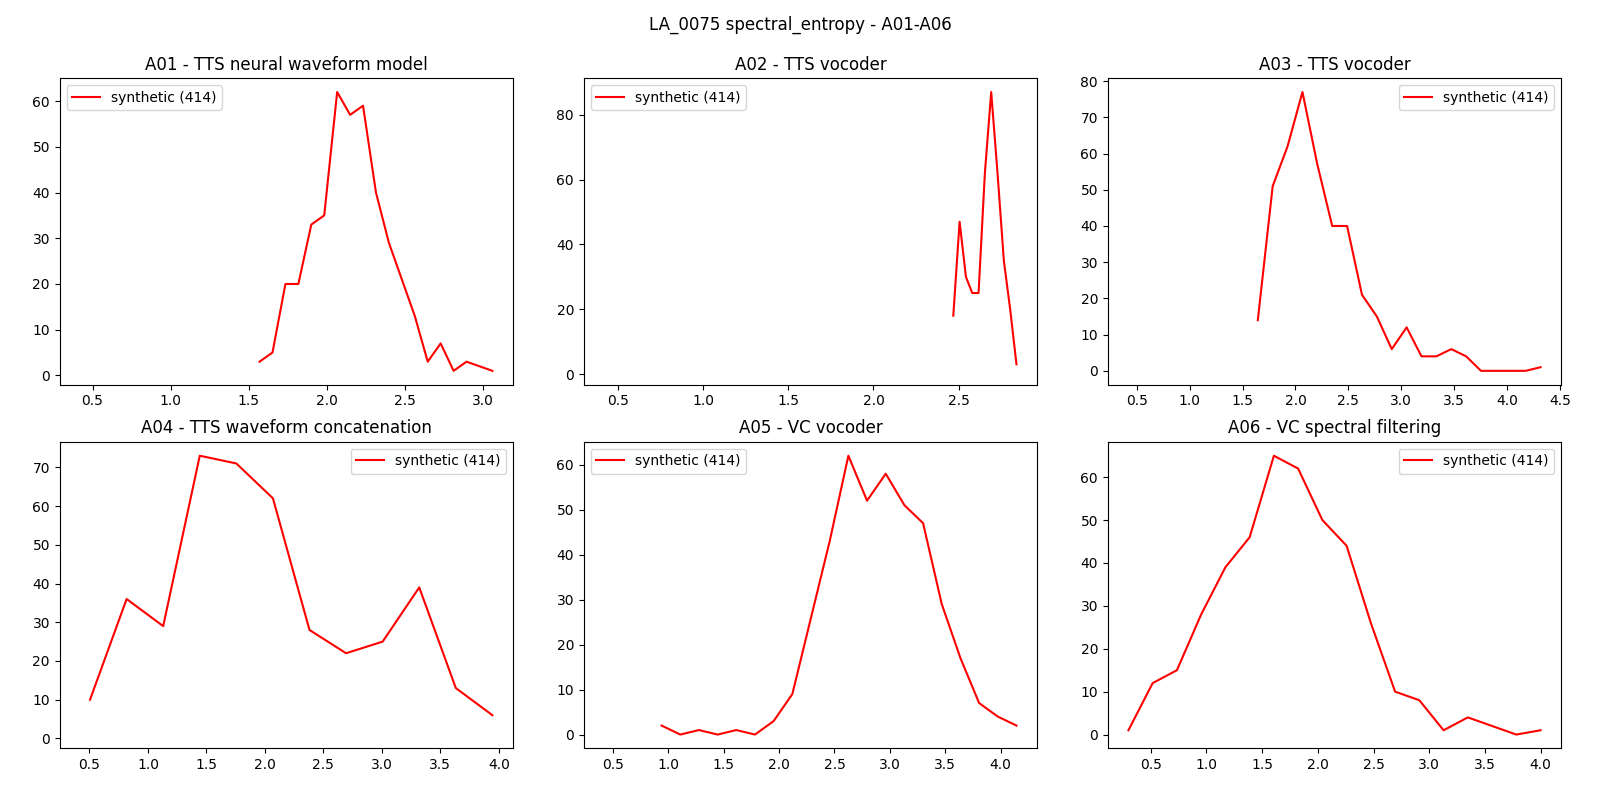 LA_0075 spectral_entropy - A01-A06
A01 - TTS neural waveform model
synthetic (414)
60
50
40
30
20
10
0
0.5 1.0 1.5 2.0 2.5 3.0
A02 - TTS vocoder
synthetic (414)
80
60
40
20
0
0.5 1.0 1.5 2.0 2.5
A03 - TTS vocoder
synthetic (414)
80
70
60
50
40
30
20
10
0
0.5 1.0 1.5 2.0 2.5 3.0 3.5 4.0 4.5
A04 - TTS waveform concatenation
synthetic (414)
70
60
50
40
30
20
10
0
0.5 1.0 1.5 2.0 2.5 3.0 3.5 4.0
A05 - VC vocoder
synthetic (414)
60
50
40
30
20
10
0
0.5 1.0 1.5 2.0 2.5 3.0 3.5 4.0
A06 - VC spectral filtering
synthetic (414)
60
50
40
30
20
10
0
0.5 1.0 1.5 2.0 2.5 3.0 3.5 4.0